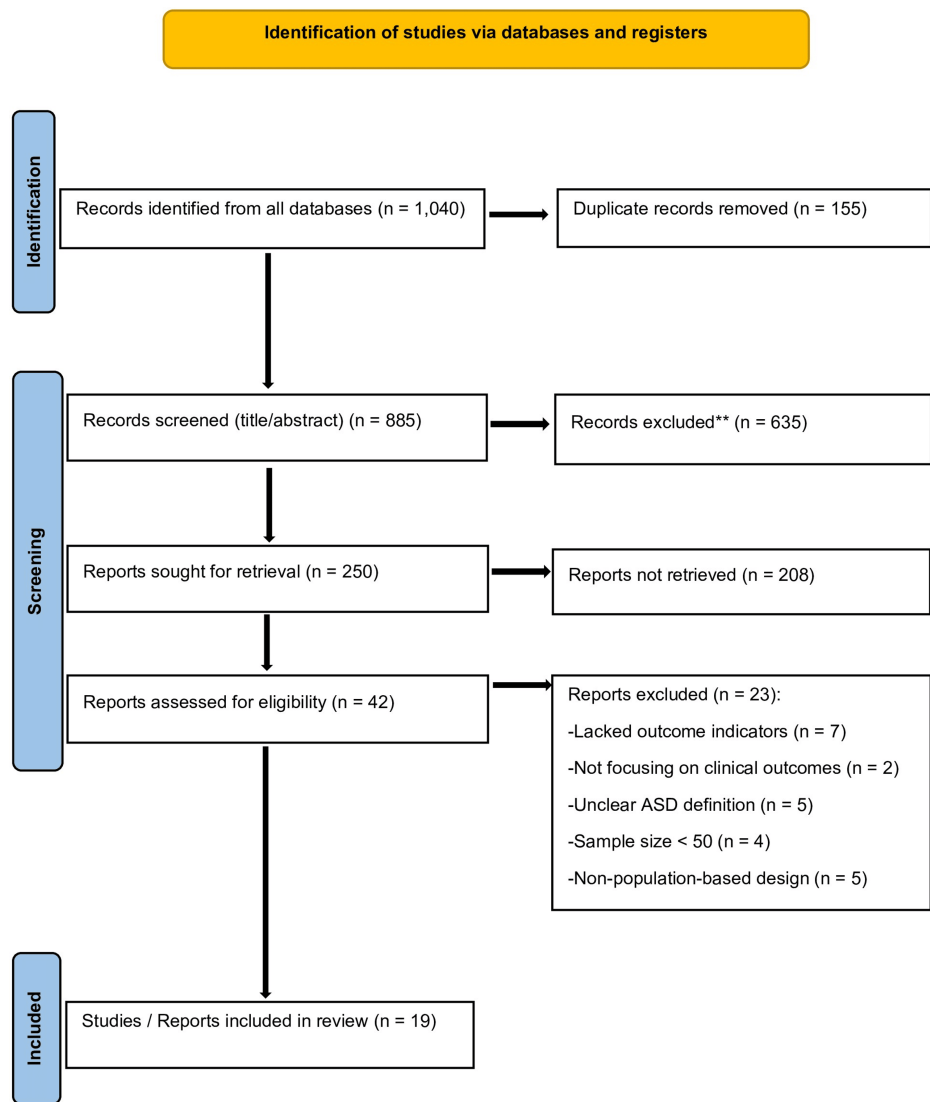 Identification of studies via databases and registers
Identification
Records identified from all databases (n = 1,040)
Duplicate records removed (n = 155)
Screening
Records screened (title/abstract) (n = 885)
Records excluded** (n = 635)
Reports sought for retrieval (n = 250)
Reports not retrieved (n = 208)
Reports assessed for eligibility (n = 42)
Reports excluded (n = 23):
-Lacked outcome indicators (n = 7)
-Not focusing on clinical outcomes (n = 2)
-Unclear ASD definition (n = 5)
-Sample size < 50 (n = 4)
-Non-population-based design (n = 5)
Included
Studies / Reports included in review (n = 19)